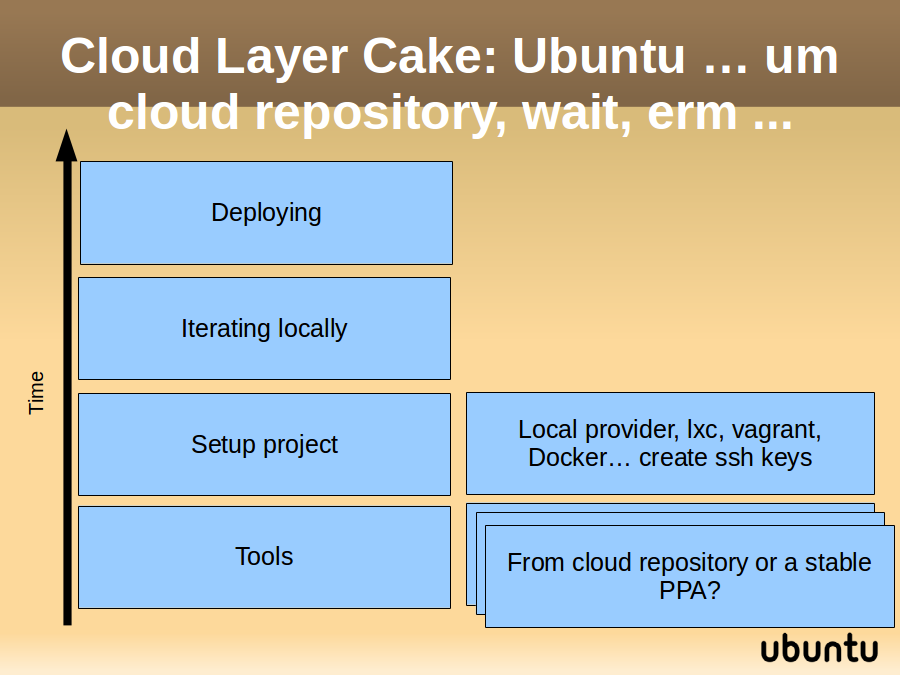 Cloud Layer Cake: Ubuntu … um
cloud repository, wait, erm ...
Deploying
Iterating locally
Time
Setup project
Local provider, lxc, vagrant,
Docker… create ssh keys
Tools
From cloud repository or a stable
PPA?
ubuntu